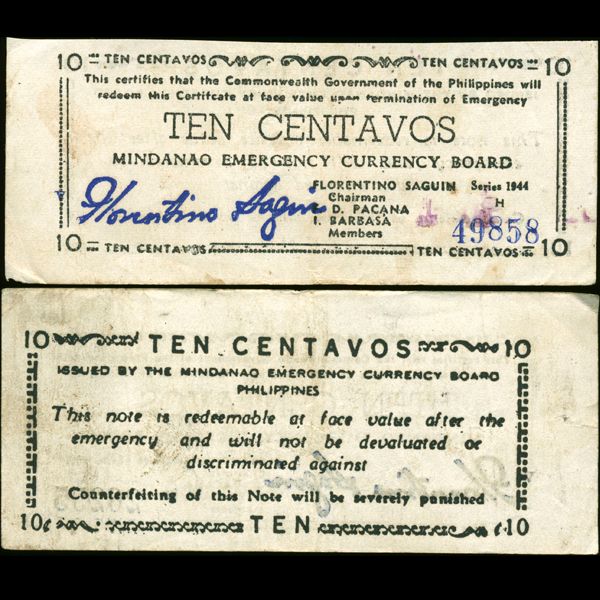 10 TEN CENTAVOS TEN CENTAVOS 10
This certifies that the Commonwealth Government of the Philippines will
redeem this Certifcate at face value upon termination of Emergency
TEN CENTAVOS
MINDANAO EMERGENCY CURRENCY BOARD
FLORENTINO SAGUIN Series 1944
Chairman H
D. PACANA
I. BARBASA
Members
Florentino Saguin
49858
10 TEN CENTAVOS TEN CENTAVOS 10
10 TEN CENTAVOS 10
ISSUED BY THE MINDANAO EMERGENCY CURRENCY BOARD
PHILIPPINES
This note is redeemable at face value after the
emergency and will not be devaluated or
discriminated against
Counterfeiting of this Note will be severely punished
10¢ TEN ¢10